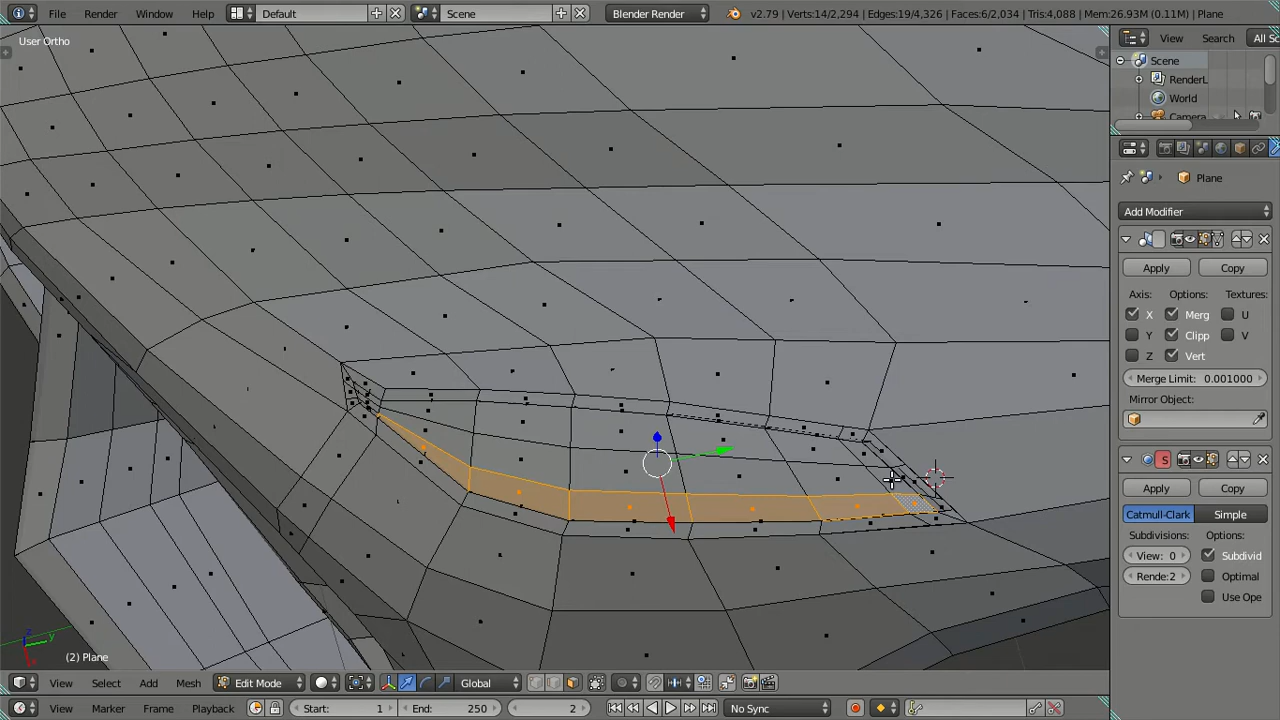 File Render Window Help Default Scene Blender Render v2.79 | Verts:14/2,294 | Edges:19/4,326 | Faces:6/2,034 | Tris:4,088 | Mem:26.93M (0.11M) | Plane
User Ortho
View Search All Sc
Scene
RenderL
World
Camera
Plane
Add Modifier
Apply Copy
Axis: Options: Textures:
X Merg U
Y Clipp V
Z Vert
Merge Limit: 0.001000
Mirror Object:
S
Apply Copy
Catmull-Clark Simple
Subdivisions: Options:
View: 0 Subdivid
Rende:2 Optimal
Use Ope
z y
x
(2) Plane
View Select Add Mesh Edit Mode Global
View Marker Frame Playback Start: 1 End: 250 2 No Sync